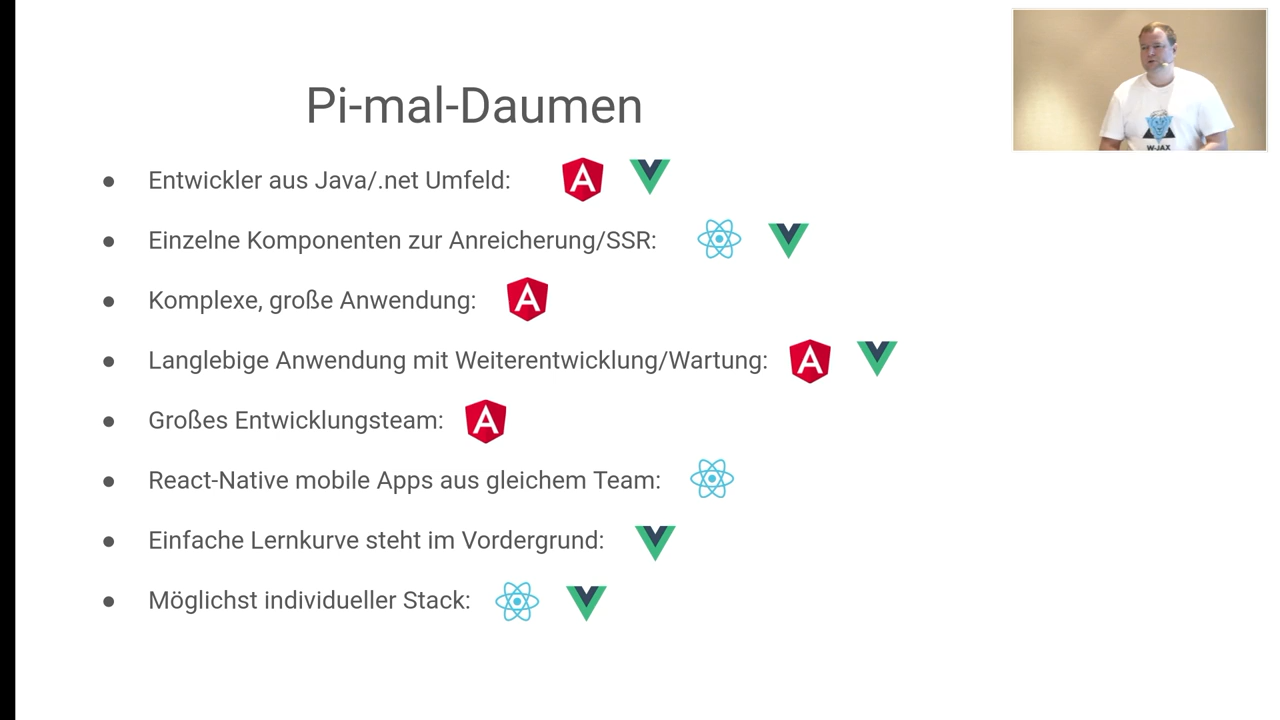 Pi-mal-Daumen
● Entwickler aus Java/.net Umfeld:
● Einzelne Komponenten zur Anreicherung/SSR:
● Komplexe, große Anwendung:
● Langlebige Anwendung mit Weiterentwicklung/Wartung:
● Großes Entwicklungsteam:
● React-Native mobile Apps aus gleichem Team:
● Einfache Lernkurve steht im Vordergrund:
● Möglichst individueller Stack:
W-JAX